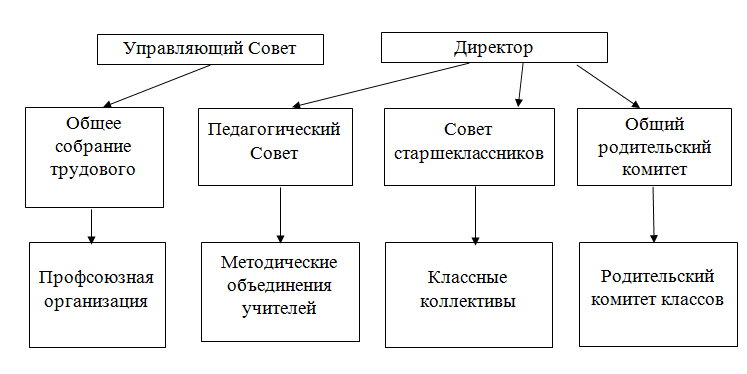 Управляющий Совет
Директор
Общее
собрание
трудового
Педагогический
Совет
Совет
старшеклассников
Общий
родительский
комитет
Профсоюзная
организация
Методические
объединения
учителей
Классные
коллективы
Родительский
комитет классов